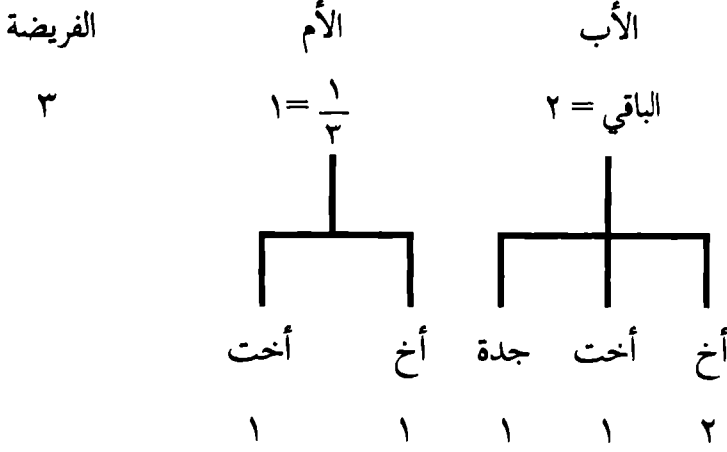 الأب الأم الفريضة
الباقي = ٢ ١/٣ = ١ ٣
أخ أخت جدة أخ أخت
٢ ١ ١ ١ ١